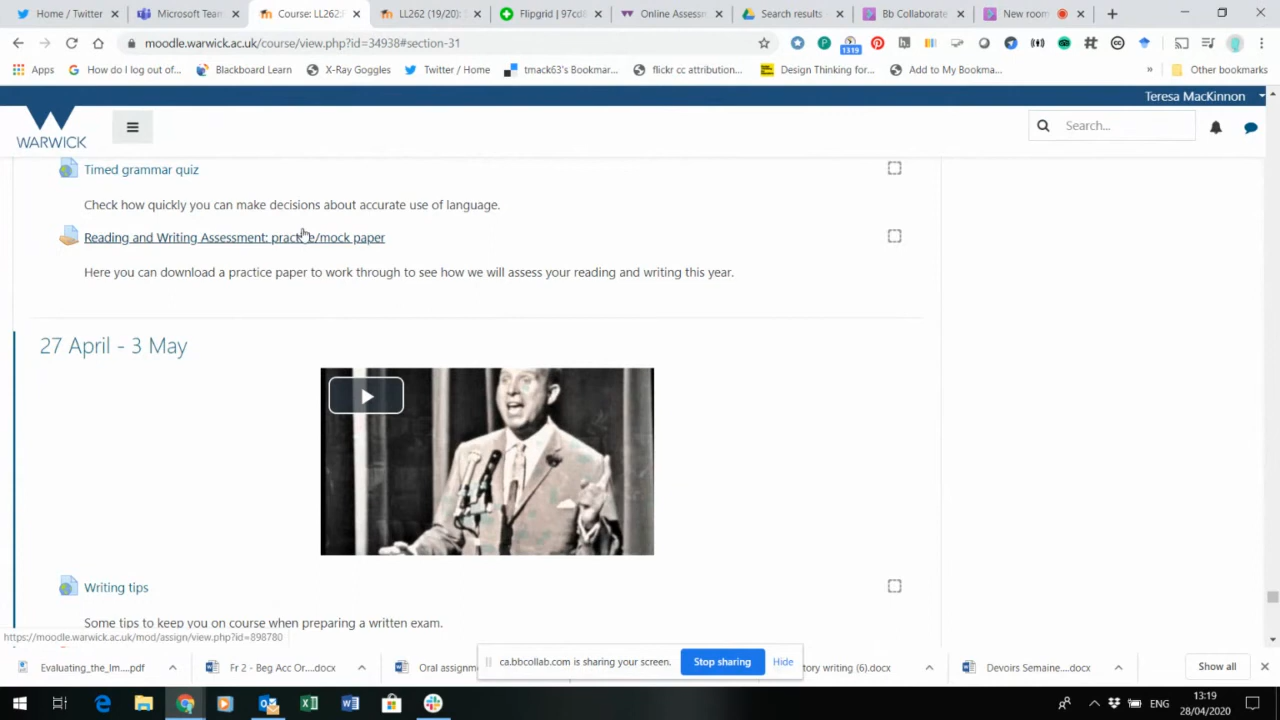 Home / Twitter
Microsoft Team
Course: LL262:F
LL262 (19/20):
Flipgrid | 97cd8
Online Assessm
Search results
Bb Collaborate
New room
moodle.warwick.ac.uk/course/view.php?id=34938#section-31
1319
Apps
How do I log out of...
Blackboard Learn
X-Ray Goggles
Twitter / Home
tmack63's Bookmar...
flickr cc attribution...
Design Thinking for...
Add to My Bookma...
»
Other bookmarks
Teresa MacKinnon
WARWICK
Search...
Timed grammar quiz
Check how quickly you can make decisions about accurate use of language.
Reading and Writing Assessment: practice/mock paper
Here you can download a practice paper to work through to see how we will assess your reading and writing this year.
27 April - 3 May
Writing tips
Some tips to keep you on course when preparing a written exam.
https://moodle.warwick.ac.uk/mod/assign/view.php?id=898780
Evaluating_the_Im....pdf
Fr 2 - Beg Acc Or....docx
Oral assignm
ca.bbcollab.com is sharing your screen.
Stop sharing
Hide
tory writing (6).docx
Devoirs Semaine....docx
Show all
ENG
13:19
28/04/2020